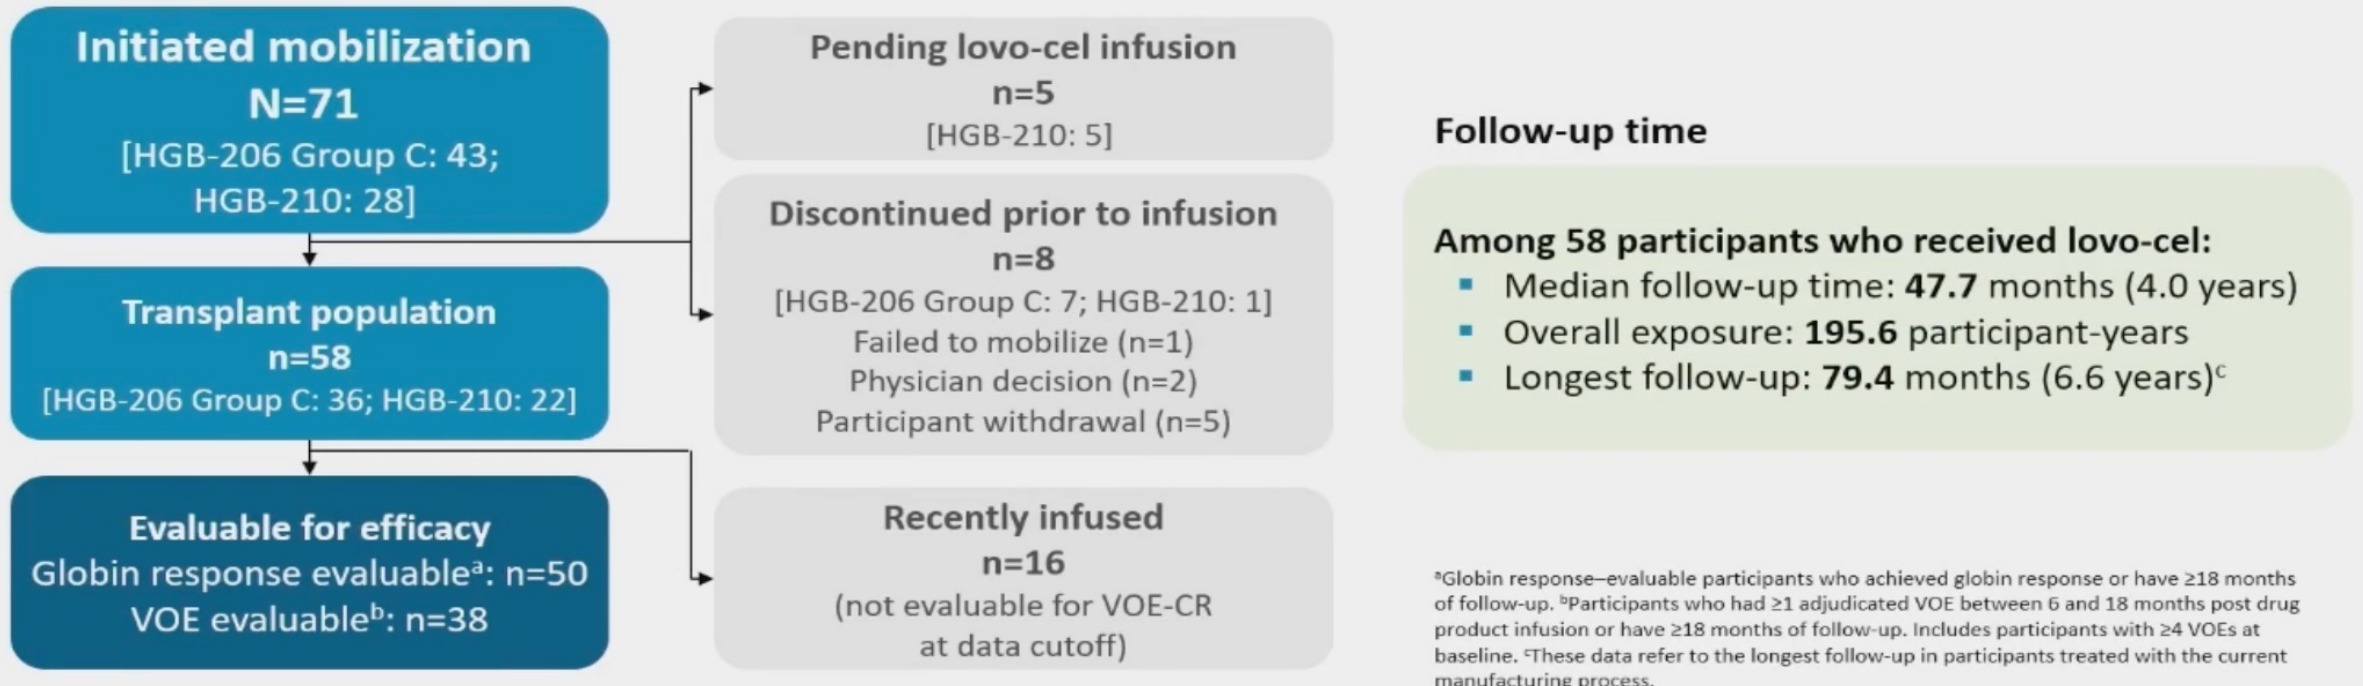 Initiated mobilization
N=71
[HGB-206 Group C: 43;
HGB-210: 28]
Transplant population
n=58
[HGB-206 Group C: 36; HGB-210: 22]
Evaluable for efficacy
Globin response evaluableᵃ: n=50
VOE evaluableᵇ: n=38
Pending lovo-cel infusion
n=5
[HGB-210: 5]
Discontinued prior to infusion
n=8
[HGB-206 Group C: 7; HGB-210: 1]
Failed to mobilize (n=1)
Physician decision (n=2)
Participant withdrawal (n=5)
Recently infused
n=16
(not evaluable for VOE-CR
at data cutoff)
Follow-up time
Among 58 participants who received lovo-cel:
▪ Median follow-up time: 47.7 months (4.0 years)
▪ Overall exposure: 195.6 participant-years
▪ Longest follow-up: 79.4 months (6.6 years)ᶜ
ᵃGlobin response–evaluable participants who achieved globin response or have ≥18 months
of follow-up. ᵇParticipants who had ≥1 adjudicated VOE between 6 and 18 months post drug
product infusion or have ≥18 months of follow-up. Includes participants with ≥4 VOEs at
baseline. ᶜThese data refer to the longest follow-up in participants treated with the current
manufacturing process.